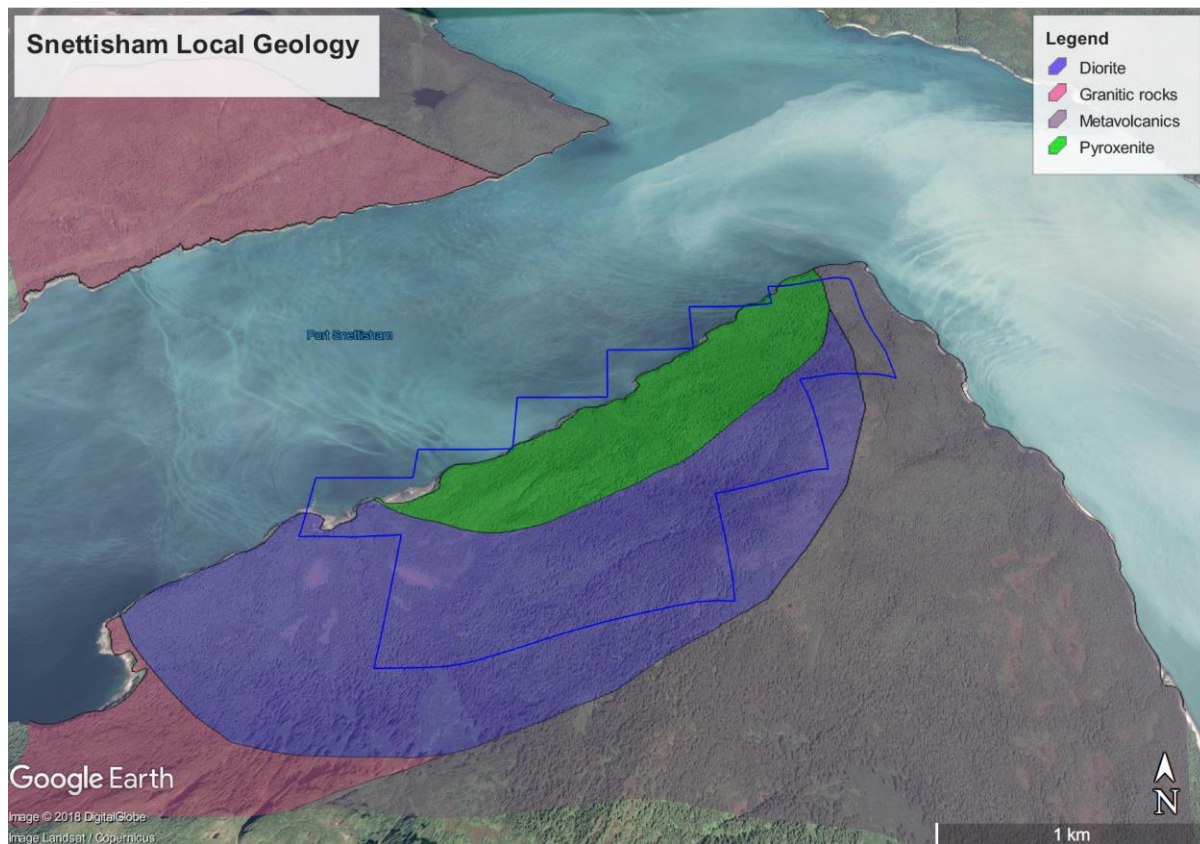 Snettisham Local Geology
Legend
Diorite
Granitic rocks
Metavolcanics
Pyroxenite
Port Snettisham
Google Earth
Image © 2018 DigitalGlobe
Image Landsat / Copernicus
N
1 km